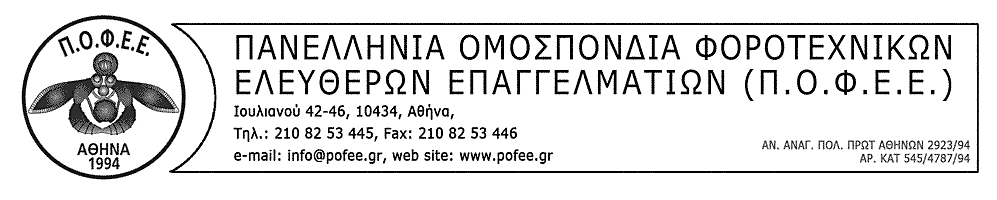 Π.Ο.Φ.Ε.Ε.
ΑΘΗΝΑ
1994
ΠΑΝΕΛΛΗΝΙΑ ΟΜΟΣΠΟΝΔΙΑ ΦΟΡΟΤΕΧΝΙΚΩΝ
ΕΛΕΥΘΕΡΩΝ ΕΠΑΓΓΕΛΜΑΤΙΩΝ (Π.Ο.Φ.Ε.Ε.)
Ιουλιανού 42-46, 10434, Αθήνα,
Τηλ.: 210 82 53 445, Fax: 210 82 53 446
e-mail: info@pofee.gr, web site: www.pofee.gr
ΑΝ. ΑΝΑΓ. ΠΟΛ. ΠΡΩΤ ΑΘΗΝΩΝ 2923/94
ΑΡ. ΚΑΤ 545/4787/94